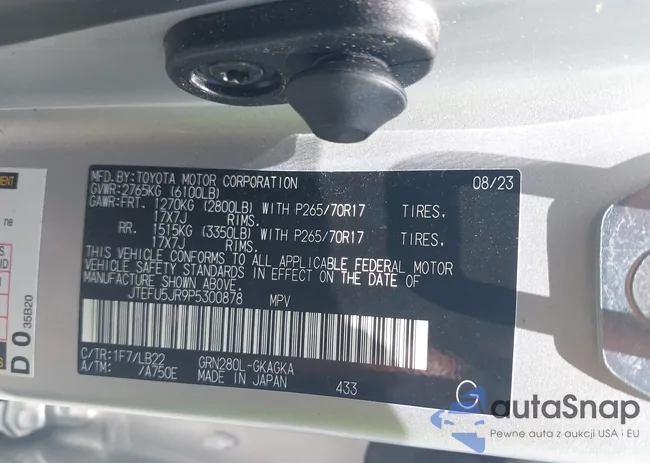 MFD.BY:TOYOTA MOTOR CORPORATION 08/23
GVWR:2765KG (6100LB)
GAWR:FRT. 1270KG (2800LB) WITH P265/70R17 TIRES,
17X7J RIMS.
RR. 1515KG (3350LB) WITH P265/70R17 TIRES,
17X7J RIMS.
THIS VEHICLE CONFORMS TO ALL APPLICABLE FEDERAL MOTOR
VEHICLE SAFETY STANDARDS IN EFFECT ON THE DATE OF
MANUFACTURE SHOWN ABOVE.
JTEFU5JR9P5300878 MPV
C/TR:1F7/LB22 GRN280L-GKAGKA
A/TM: /A750E MADE IN JAPAN 433 G
ne
D 0 35B20
autaSnap
Pewne auta z aukcji USA i EU